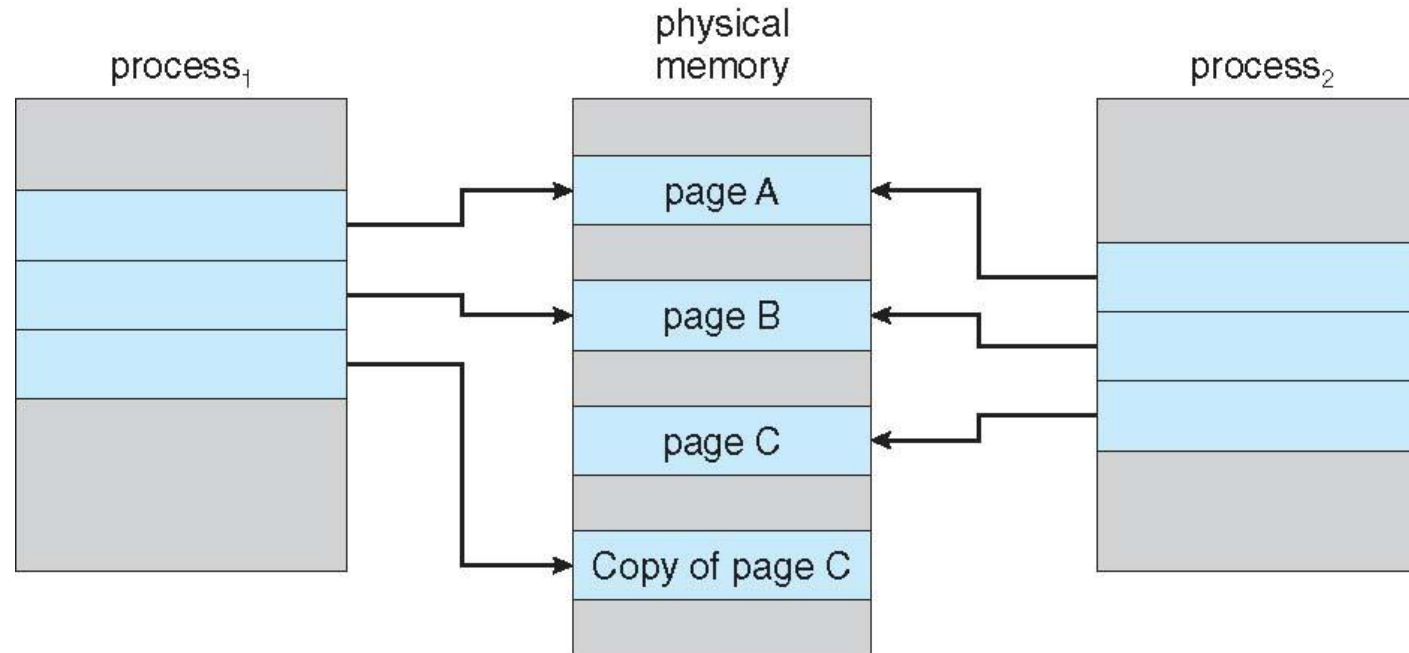 process₁
physical
memory
process₂
page A
page B
page C
Copy of page C